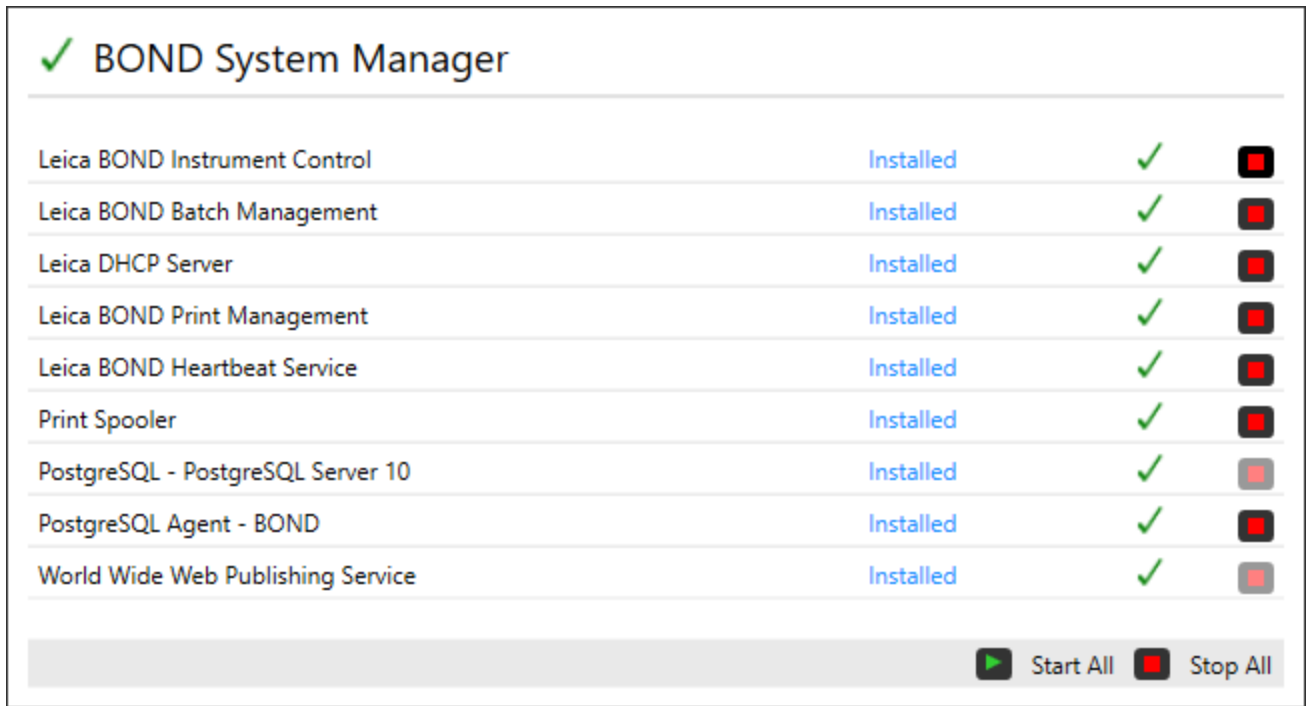 BOND System Manager
Leica BOND Instrument Control Installed
Leica BOND Batch Management Installed
Leica DHCP Server Installed
Leica BOND Print Management Installed
Leica BOND Heartbeat Service Installed
Print Spooler Installed
PostgreSQL - PostgreSQL Server 10 Installed
PostgreSQL Agent - BOND Installed
World Wide Web Publishing Service Installed
Start All Stop All